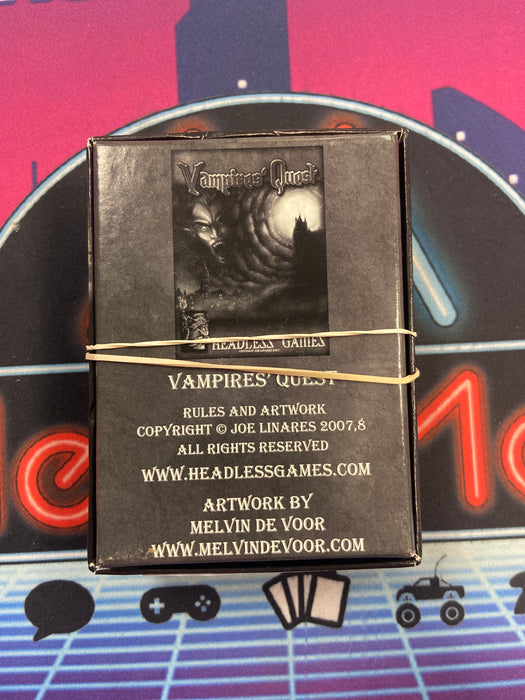 Vampires' Quest
HEADLESS GAMES
VAMPIRES' QUEST
RULES AND ARTWORK
COPYRIGHT © JOE LINARES 2007,8
ALL RIGHTS RESERVED
WWW.HEADLESSGAMES.COM
ARTWORK BY
MELVIN DE VOOR
WWW.MELVINDEVOOR.COM